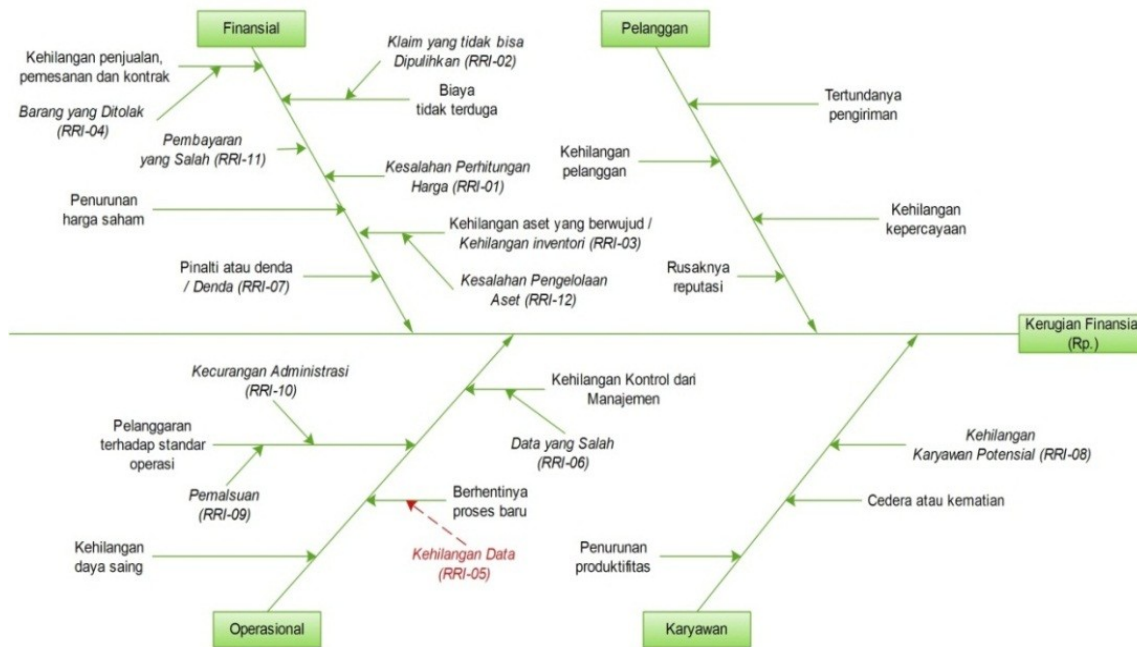 Finansial
Kehilangan penjualan,
pemesanan dan kontrak
Klaim yang tidak bisa
Dipulihkan (RRI-02)
Barang yang Ditolak
(RRI-04)
Biaya
tidak terduga
Pembayaran
yang Salah (RRI-11)
Kesalahan Perhitungan
Harga (RRI-01)
Penurunan
harga saham
Kehilangan aset yang berwujud /
Kehilangan inventori (RRI-03)
Pinalti atau denda
/ Denda (RRI-07)
Kesalahan Pengelolaan
Aset (RRI-12)
Pelanggan
Tertundanya
pengiriman
Kehilangan
pelanggan
Kehilangan
kepercayaan
Rusaknya
reputasi
Kerugian Finansia
(Rp.)
Kecurangan Administrasi
(RRI-10)
Kehilangan Kontrol dari
Manajemen
Pelanggaran
terhadap standar
operasi
Data yang Salah
(RRI-06)
Pemalsuan
(RRI-09)
Berhentinya
proses baru
Kehilangan
daya saing
Kehilangan Data
(RRI-05)
Operasional
Kehilangan
Karyawan Potensial (RRI-08)
Cedera atau kematian
Penurunan
produktifitas
Karyawan